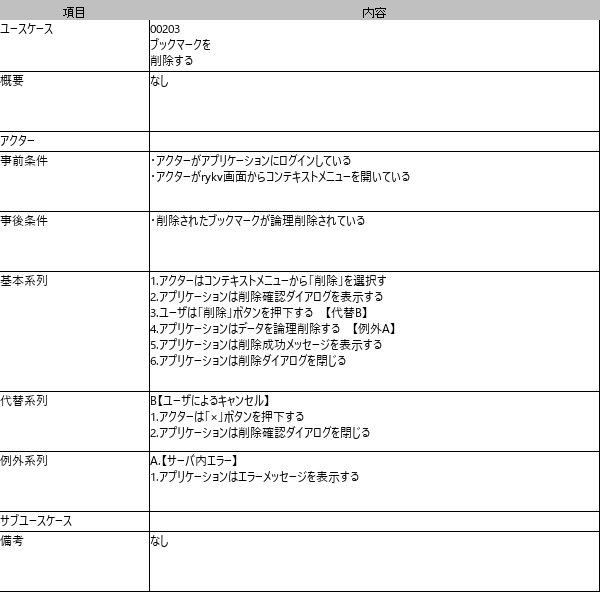 項目 内容
ユースケース 00203
ブックマークを
削除する
概要 なし
アクター
事前条件 ・アクターがアプリケーションにログインしている
・アクターがrykv画面からコンテキストメニューを開いている
事後条件 ・削除されたブックマークが論理削除されている
基本系列 1.アクターはコンテキストメニューから「削除」を選択す
2.アプリケーションは削除確認ダイアログを表示する
3.ユーザは「削除」ボタンを押下する 【代替B】
4.アプリケーションはデータを論理削除する 【例外A】
5.アプリケーションは削除成功メッセージを表示する
6.アプリケーションは削除ダイアログを閉じる
代替系列 B【ユーザによるキャンセル】
1.アクターは「×」ボタンを押下する
2.アプリケーションは削除確認ダイアログを閉じる
例外系列 A.【サーバ内エラー】
1.アプリケーションはエラーメッセージを表示する
サブユースケース
備考 なし